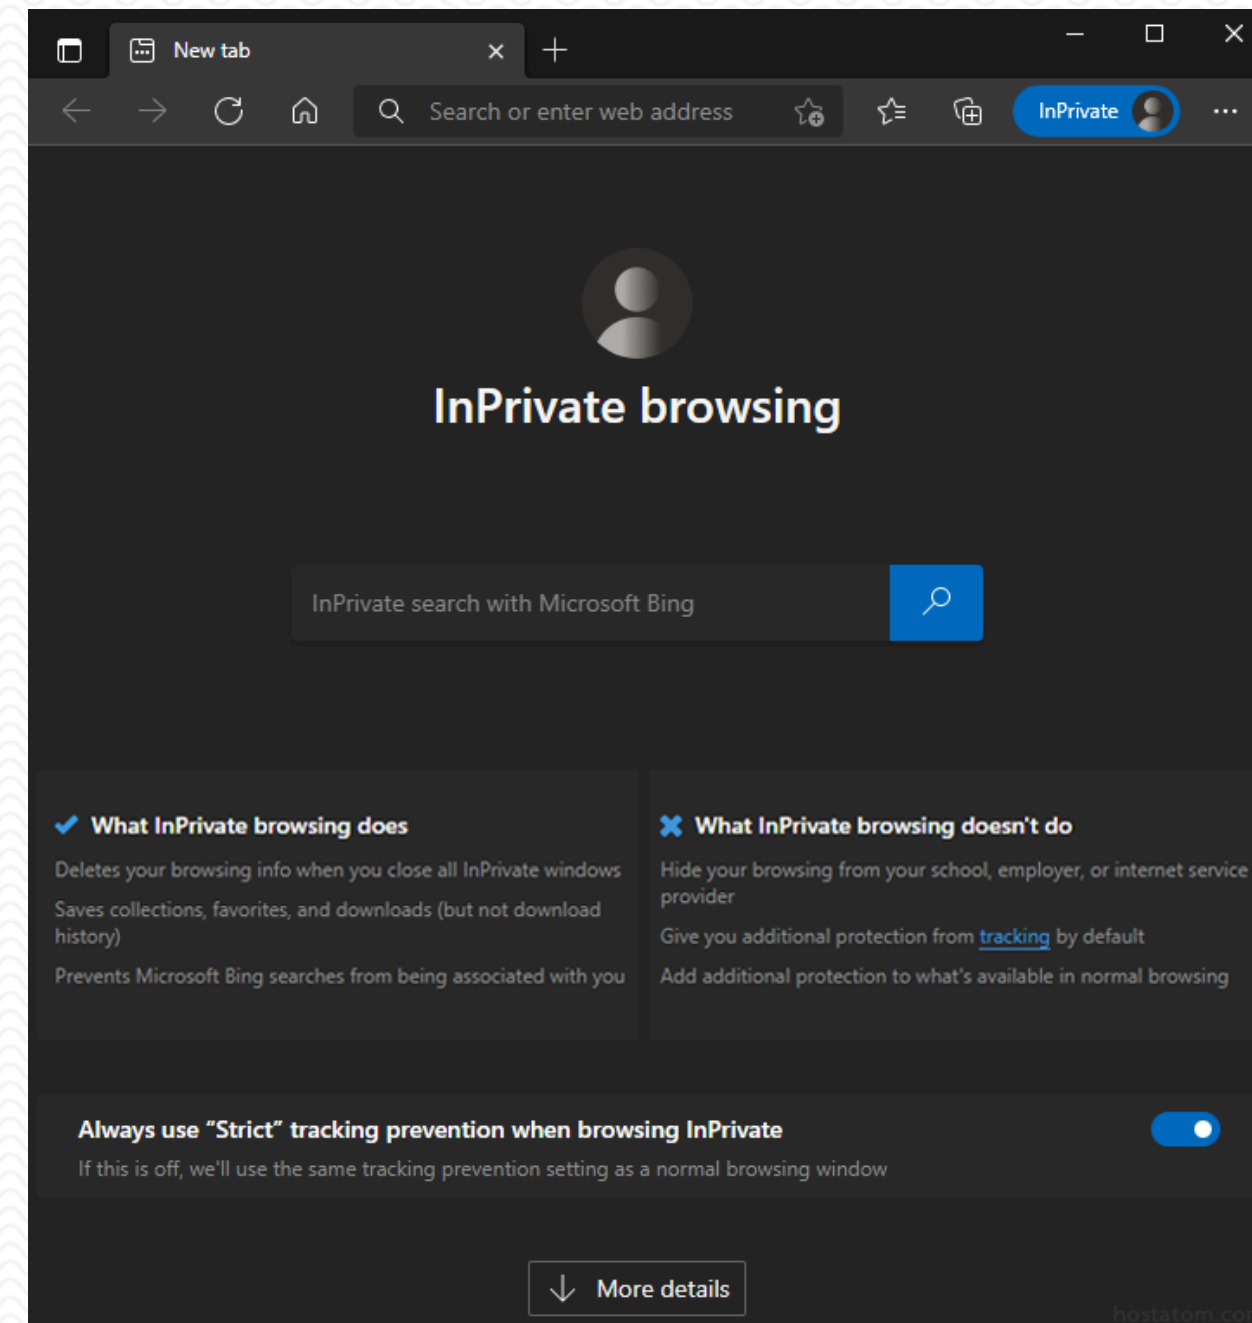 New tab
Search or enter web address
InPrivate
InPrivate browsing
InPrivate search with Microsoft Bing
What InPrivate browsing does
Deletes your browsing info when you close all InPrivate windows
Saves collections, favorites, and downloads (but not download
history)
Prevents Microsoft Bing searches from being associated with you
What InPrivate browsing doesn't do
Hide your browsing from your school, employer, or internet service
provider
Give you additional protection from tracking by default
Add additional protection to what's available in normal browsing
Always use “Strict” tracking prevention when browsing InPrivate
If this is off, we'll use the same tracking prevention setting as a normal browsing window
More details